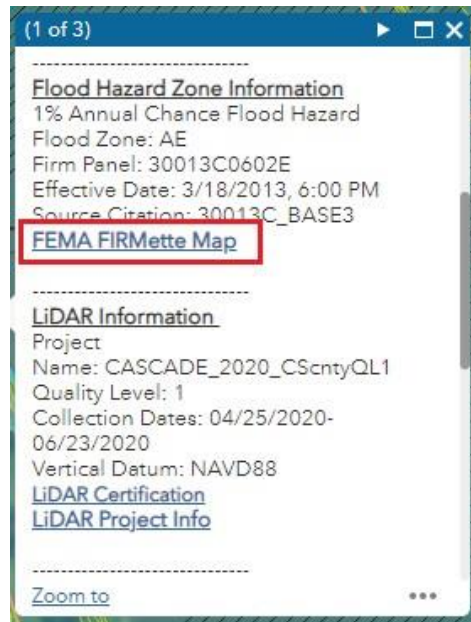 (1 of 3)
------------------------------
Flood Hazard Zone Information
1% Annual Chance Flood Hazard
Flood Zone: AE
Firm Panel: 30013C0602E
Effective Date: 3/18/2013, 6:00 PM
Source Citation: 30013C_BASE3
FEMA FIRMette Map
------------------------------
LiDAR Information
Project
Name: CASCADE_2020_CScntyQL1
Quality Level: 1
Collection Dates: 04/25/2020-
06/23/2020
Vertical Datum: NAVD88
LiDAR Certification
LiDAR Project Info
------------------------------
Zoom to